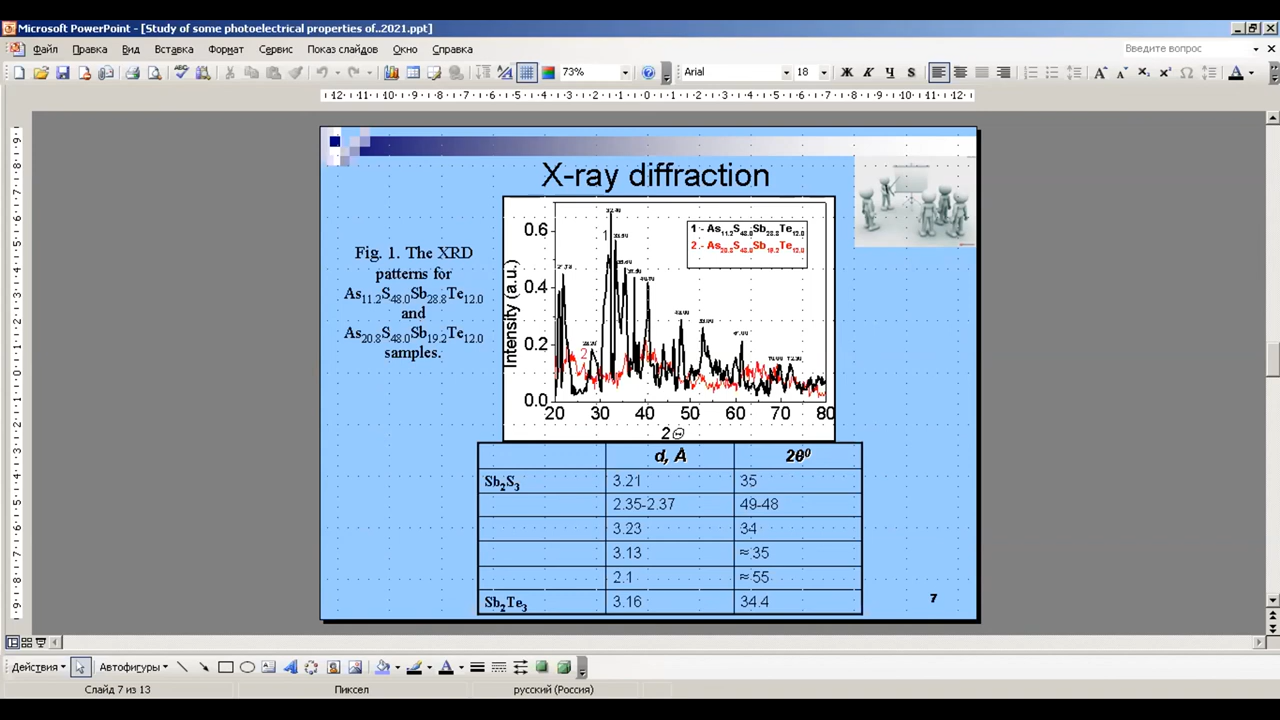 Microsoft PowerPoint - [Study of some photoelectrical properties of..2021.ppt]
Файл Правка Вид Вставка Формат Сервис Показ слайдов Окно Справка Введите вопрос
73% Arial 18 Ж К Ч S
X-ray diffraction
Fig. 1. The XRD
patterns for
As11.2S48.0Sb28.8Te12.0
and
As20.8S48.0Sb19.2Te12.0
samples.
Intensity (a.u.)
0.6
0.4
0.2
0.0
1 - As11.2S48.0Sb28.8Te12.0
2 - As20.8S48.0Sb19.2Te12.0
1
2
20 30 40 50 60 70 80
2Θ
d, Å 2θ⁰
Sb2S3 3.21 35
2.35-2.37 49-48
3.23 34
3.13 ≈ 35
2.1 ≈ 55
Sb2Te3 3.16 34.4
7
Действия Автофигуры
Слайд 7 из 13 Пиксел русский (Россия)